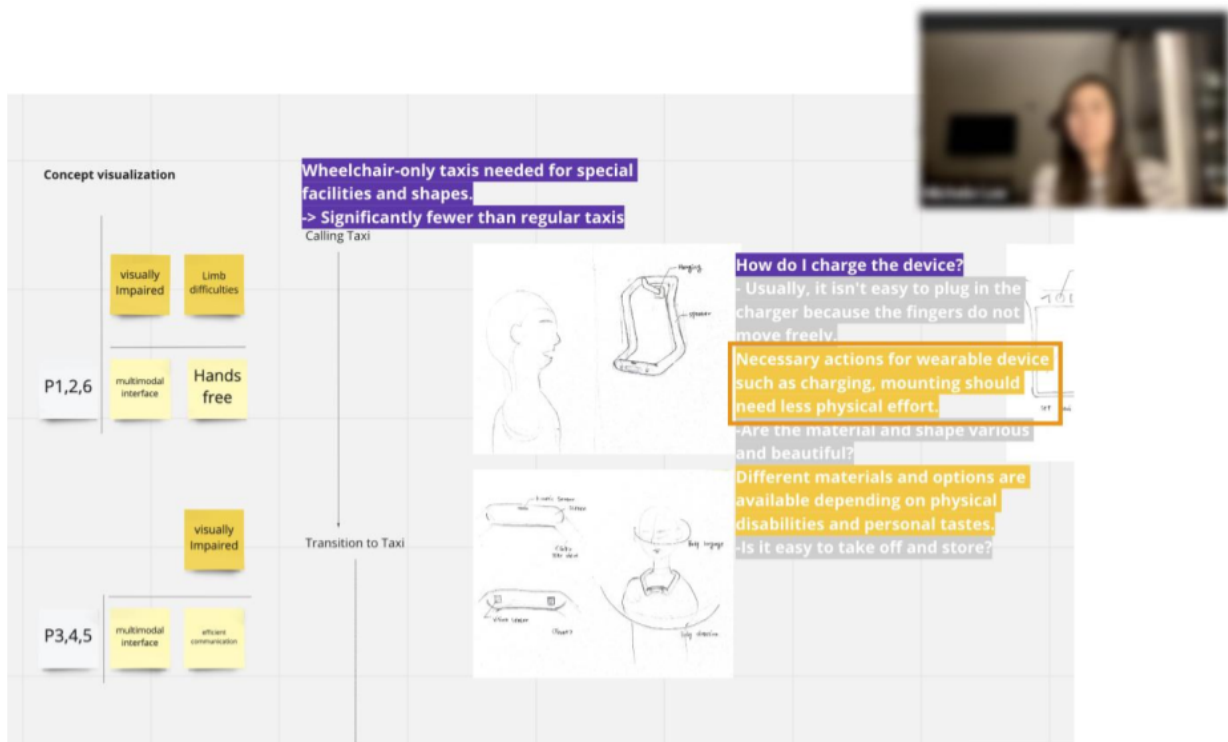 Concept visualization
Wheelchair-only taxis needed for special
facilities and shapes.
-> Significantly fewer than regular taxis
Calling Taxi
visually
Impaired
Limb
difficulties
P1,2,6
multimodal
interface
Hands
free
visually
Impaired
Transition to Taxi
P3,4,5
multimodal
interface
efficient
communication
Hanging
speaker
screen
Body language
How do I charge the device?
- Usually, it isn't easy to plug in the
charger because the fingers do not
move freely.
Necessary actions for wearable device
such as charging, mounting should
need less physical effort.
-Are the material and shape various
and beautiful?
Different materials and options are
available depending on physical
disabilities and personal tastes.
-Is it easy to take off and store?